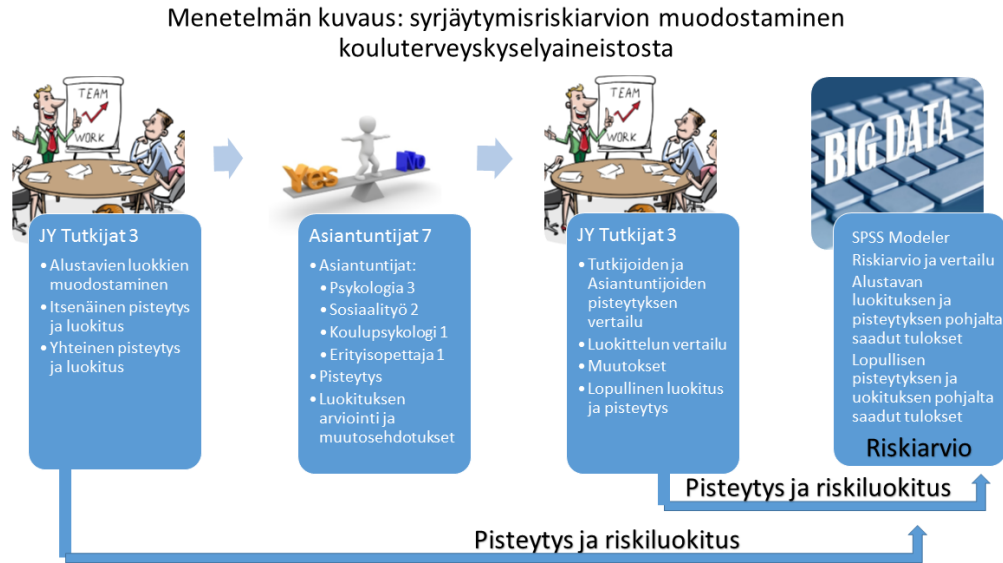 Menetelmän kuvaus: syrjäytymisriskiarvion muodostaminen
kouluterveyskyselyaineistosta
TEAM
WORK
JY Tutkijat 3
• Alustavien luokkien
muodostaminen
• Itsenäinen pisteytys
ja luokitus
• Yhteinen pisteytys
ja luokitus
Yes
No
Asiantuntijat 7
• Asiantuntijat:
• Psykologia 3
• Sosiaalityö 2
• Koulupsykologi 1
• Erityisopettaja 1
• Pisteytys
• Luokituksen
arviointi ja
muutosehdotukset
TEAM
WORK
JY Tutkijat 3
• Tutkijoiden ja
Asiantuntijoiden
pisteytyksen
vertailu
• Luokittelun vertailu
• Muutokset
• Lopullinen luokitus
ja pisteytys
BIG DATA
SPSS Modeler
Riskiarvio ja vertailu
Alustavan
luokituksen ja
pisteytyksen pohjalta
saadut tulokset
Lopullisen
pisteytyksen ja
uokituksen pohjalta
saadut tulokset
Riskiarvio
Pisteytys ja riskiluokitus
Pisteytys ja riskiluokitus